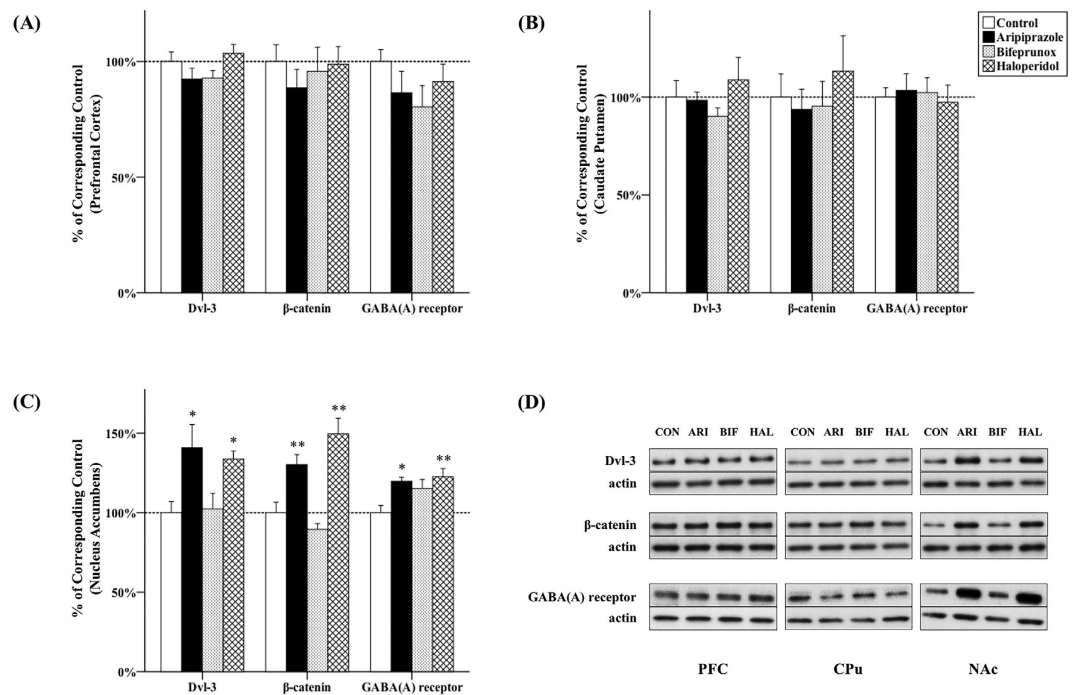 (A)
% of Corresponding Control
(Prefrontal Cortex)
100%
50%
0%
Dvl-3 β-catenin GABA(A) receptor
(B)
% of Corresponding Control
(Caudate Putamen)
100%
50%
0%
Dvl-3 β-catenin GABA(A) receptor
Control
Aripiprazole
Bifeprunox
Haloperidol
(C)
% of Corresponding Control
(Nucleus Accumbens)
150%
100%
50%
0%
* * ** ** * **
Dvl-3 β-catenin GABA(A) receptor
(D)
CON ARI BIF HAL CON ARI BIF HAL CON ARI BIF HAL
Dvl-3
actin
β-catenin
actin
GABA(A) receptor
actin
PFC CPu NAc